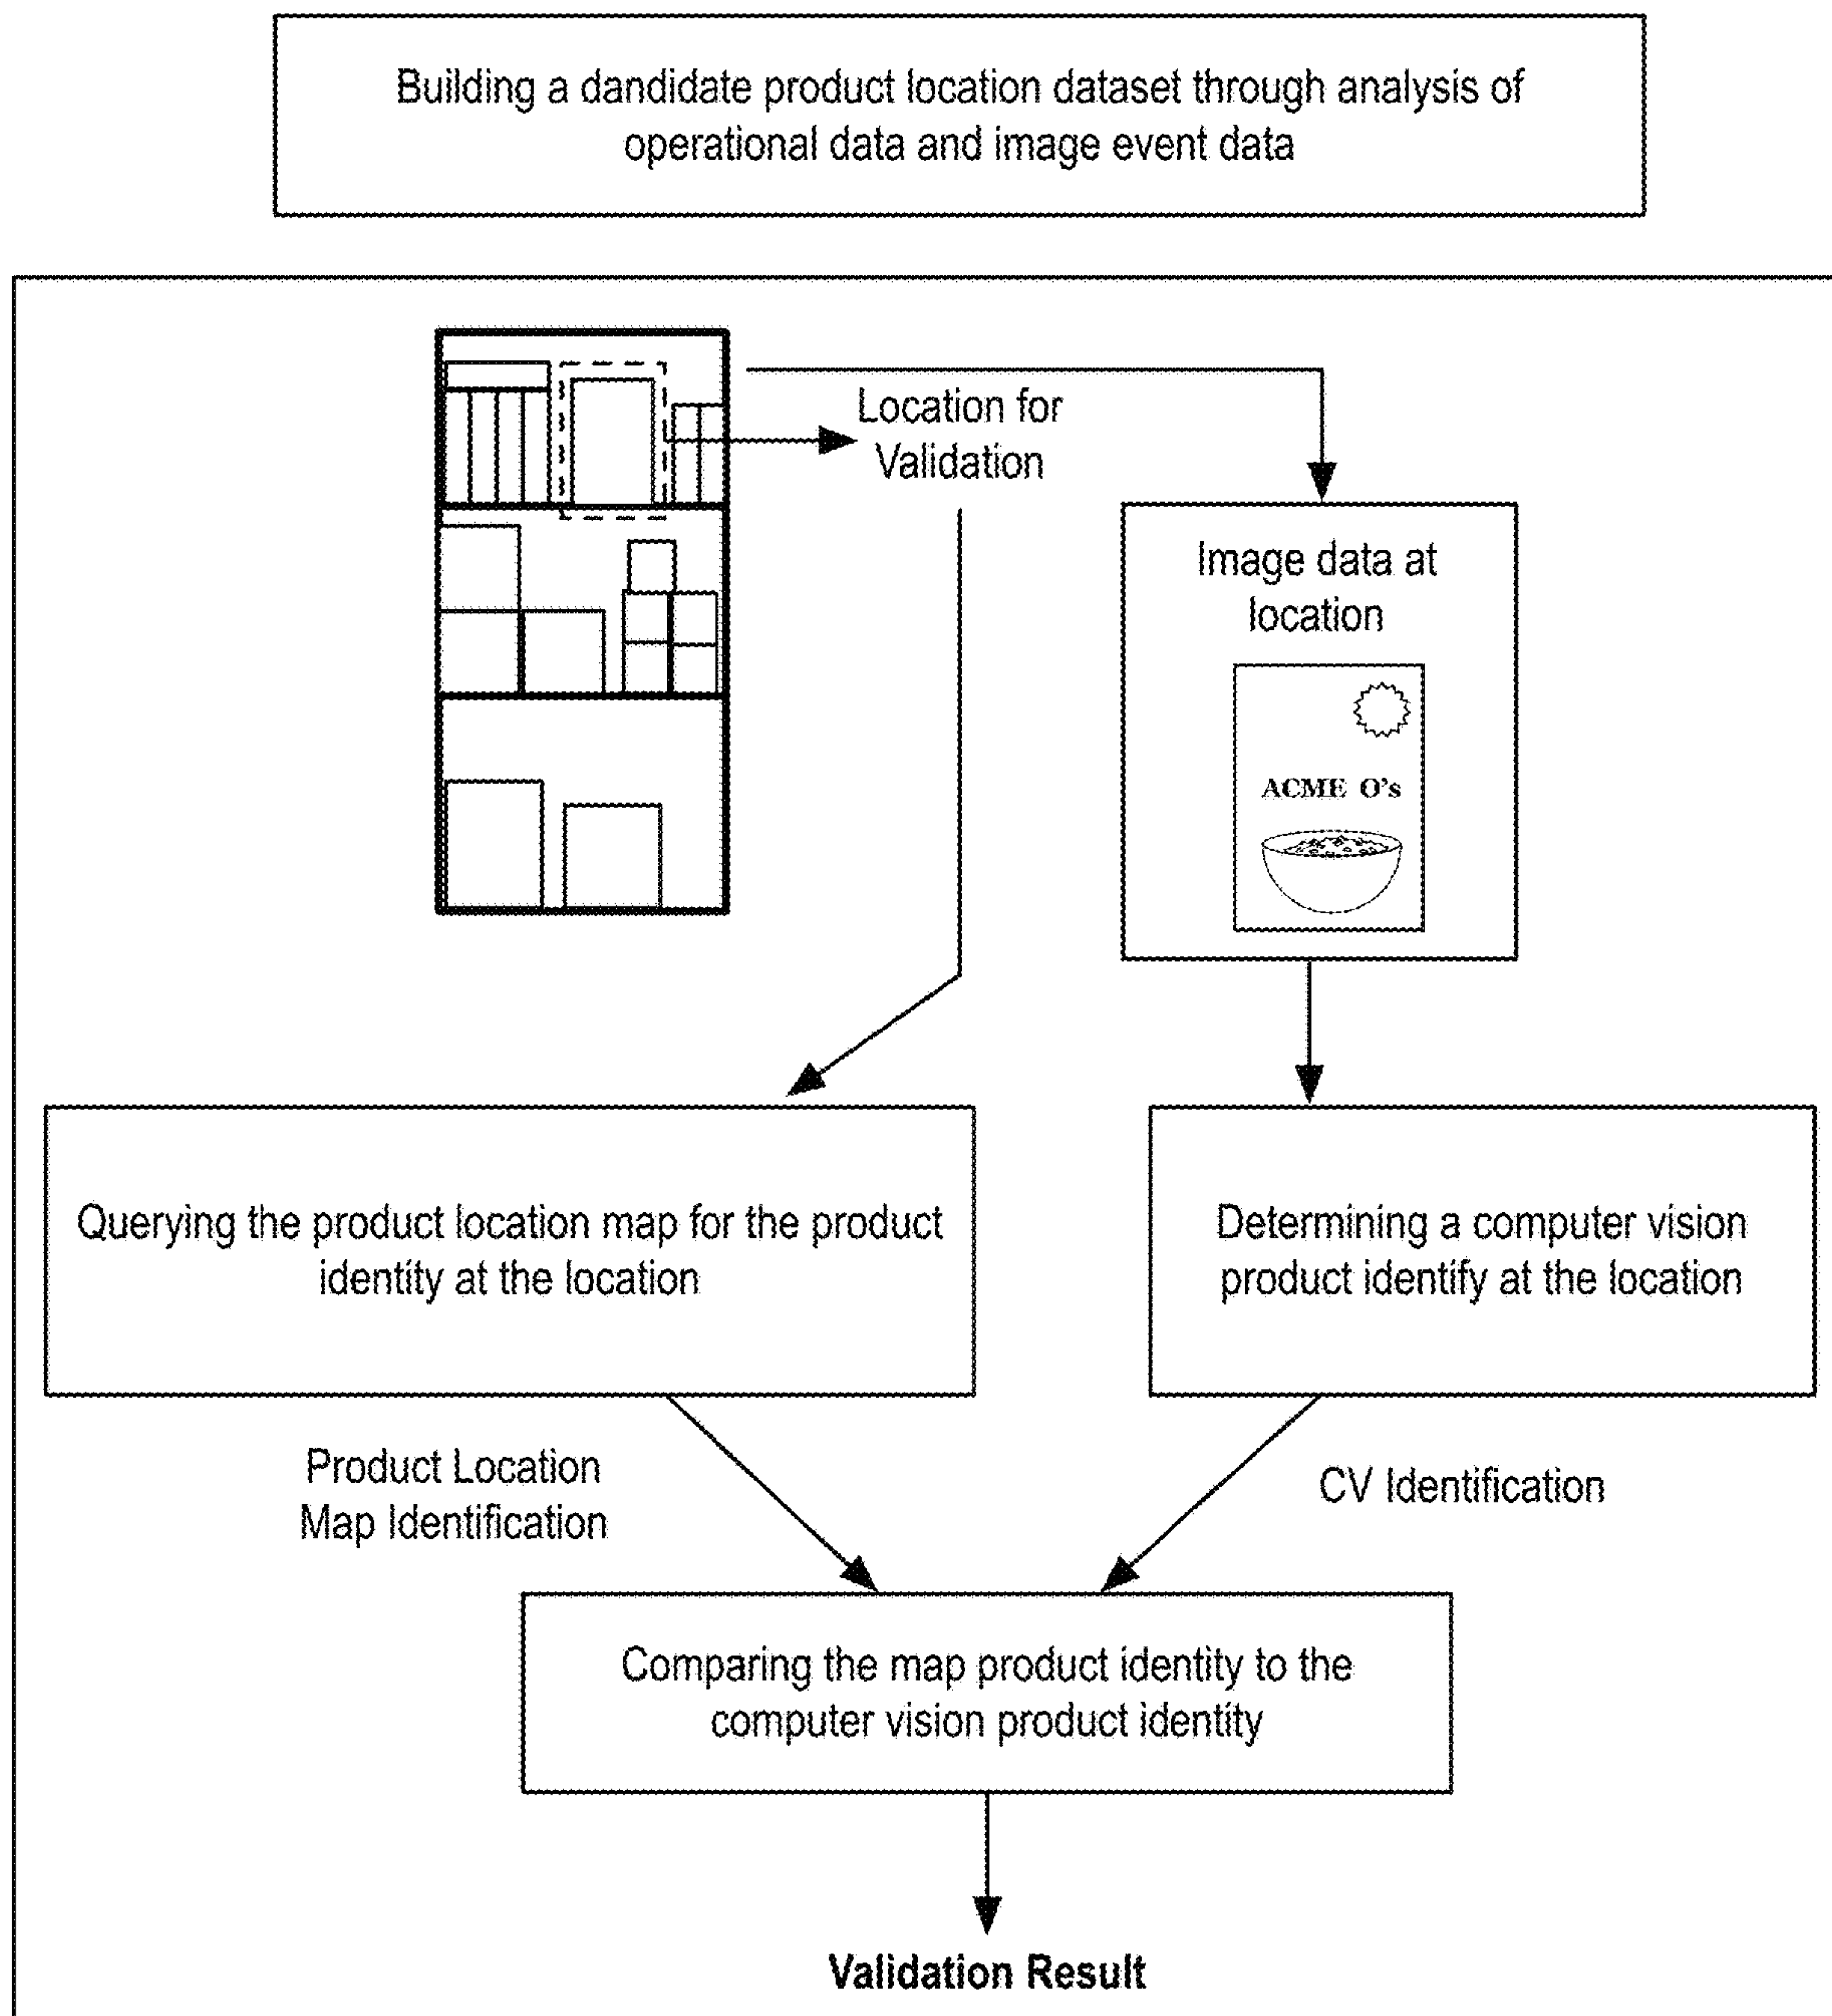 Building a dandidate product location dataset through analysis of
operational data and image event data
Location for
Validation
Image data at
location
ACME O's
Querying the product location map for the product
identity at the location
Determining a computer vision
product identify at the location
Product Location
Map Identification
CV Identification
Comparing the map product identity to the
computer vision product identity
Validation Result